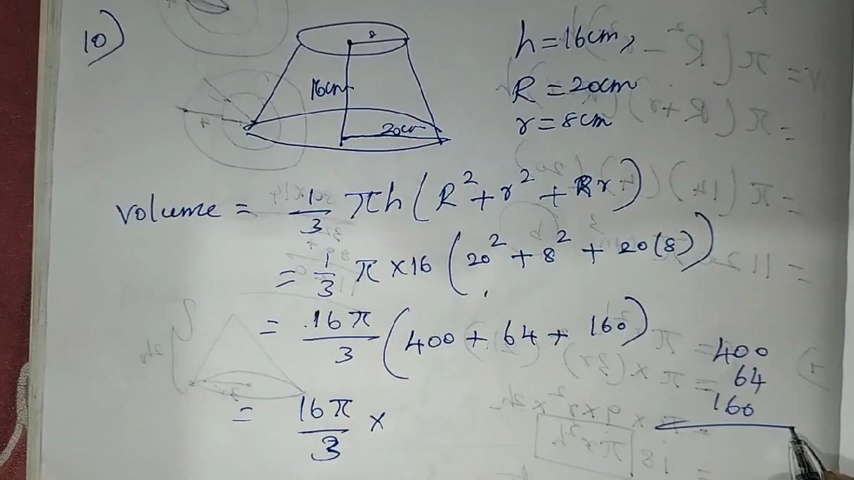 10)
8
16cm
20cm
h = 16cm,
R = 20cm
r = 8cm
volume = 1/3 πh (R² + r² + Rr)
= 1/3 π × 16 (20² + 8² + 20(8))
= 16π/3 (400 + 64 + 160)
= 16π/3 ×
400
64
160